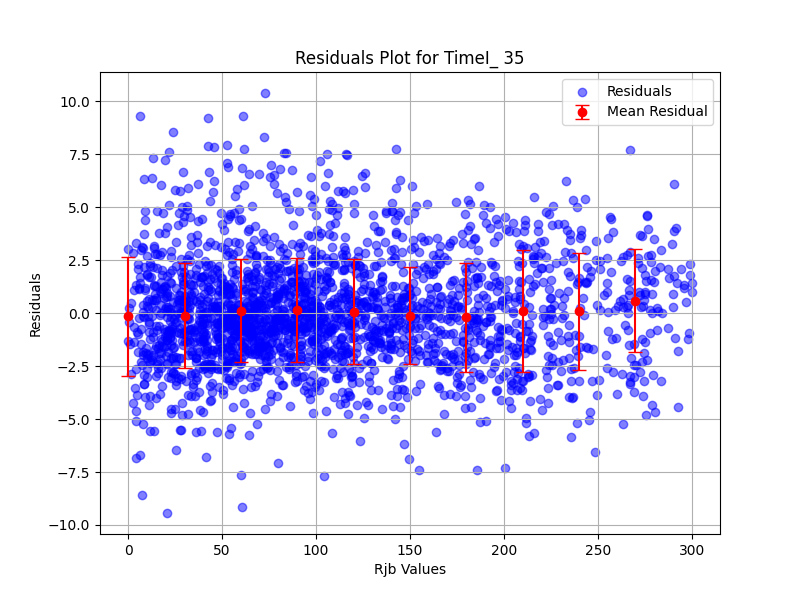 Residuals Plot for TimeI_ 35
Residuals
Mean Residual
10.0
7.5
5.0
2.5
0.0
−2.5
−5.0
−7.5
−10.0
Residuals
0 50 100 150 200 250 300
Rjb Values